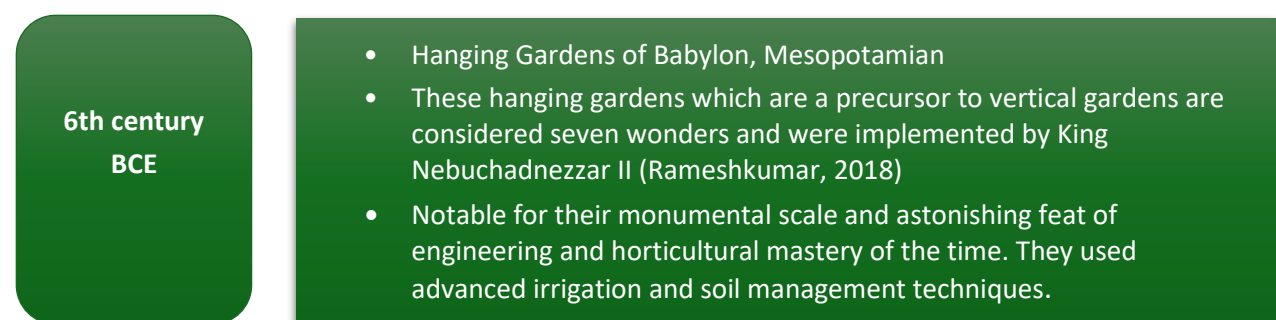 6th century
BCE
• Hanging Gardens of Babylon, Mesopotamian
• These hanging gardens which are a precursor to vertical gardens are
considered seven wonders and were implemented by King
Nebuchadnezzar II (Rameshkumar, 2018)
• Notable for their monumental scale and astonishing feat of
engineering and horticultural mastery of the time. They used
advanced irrigation and soil management techniques.